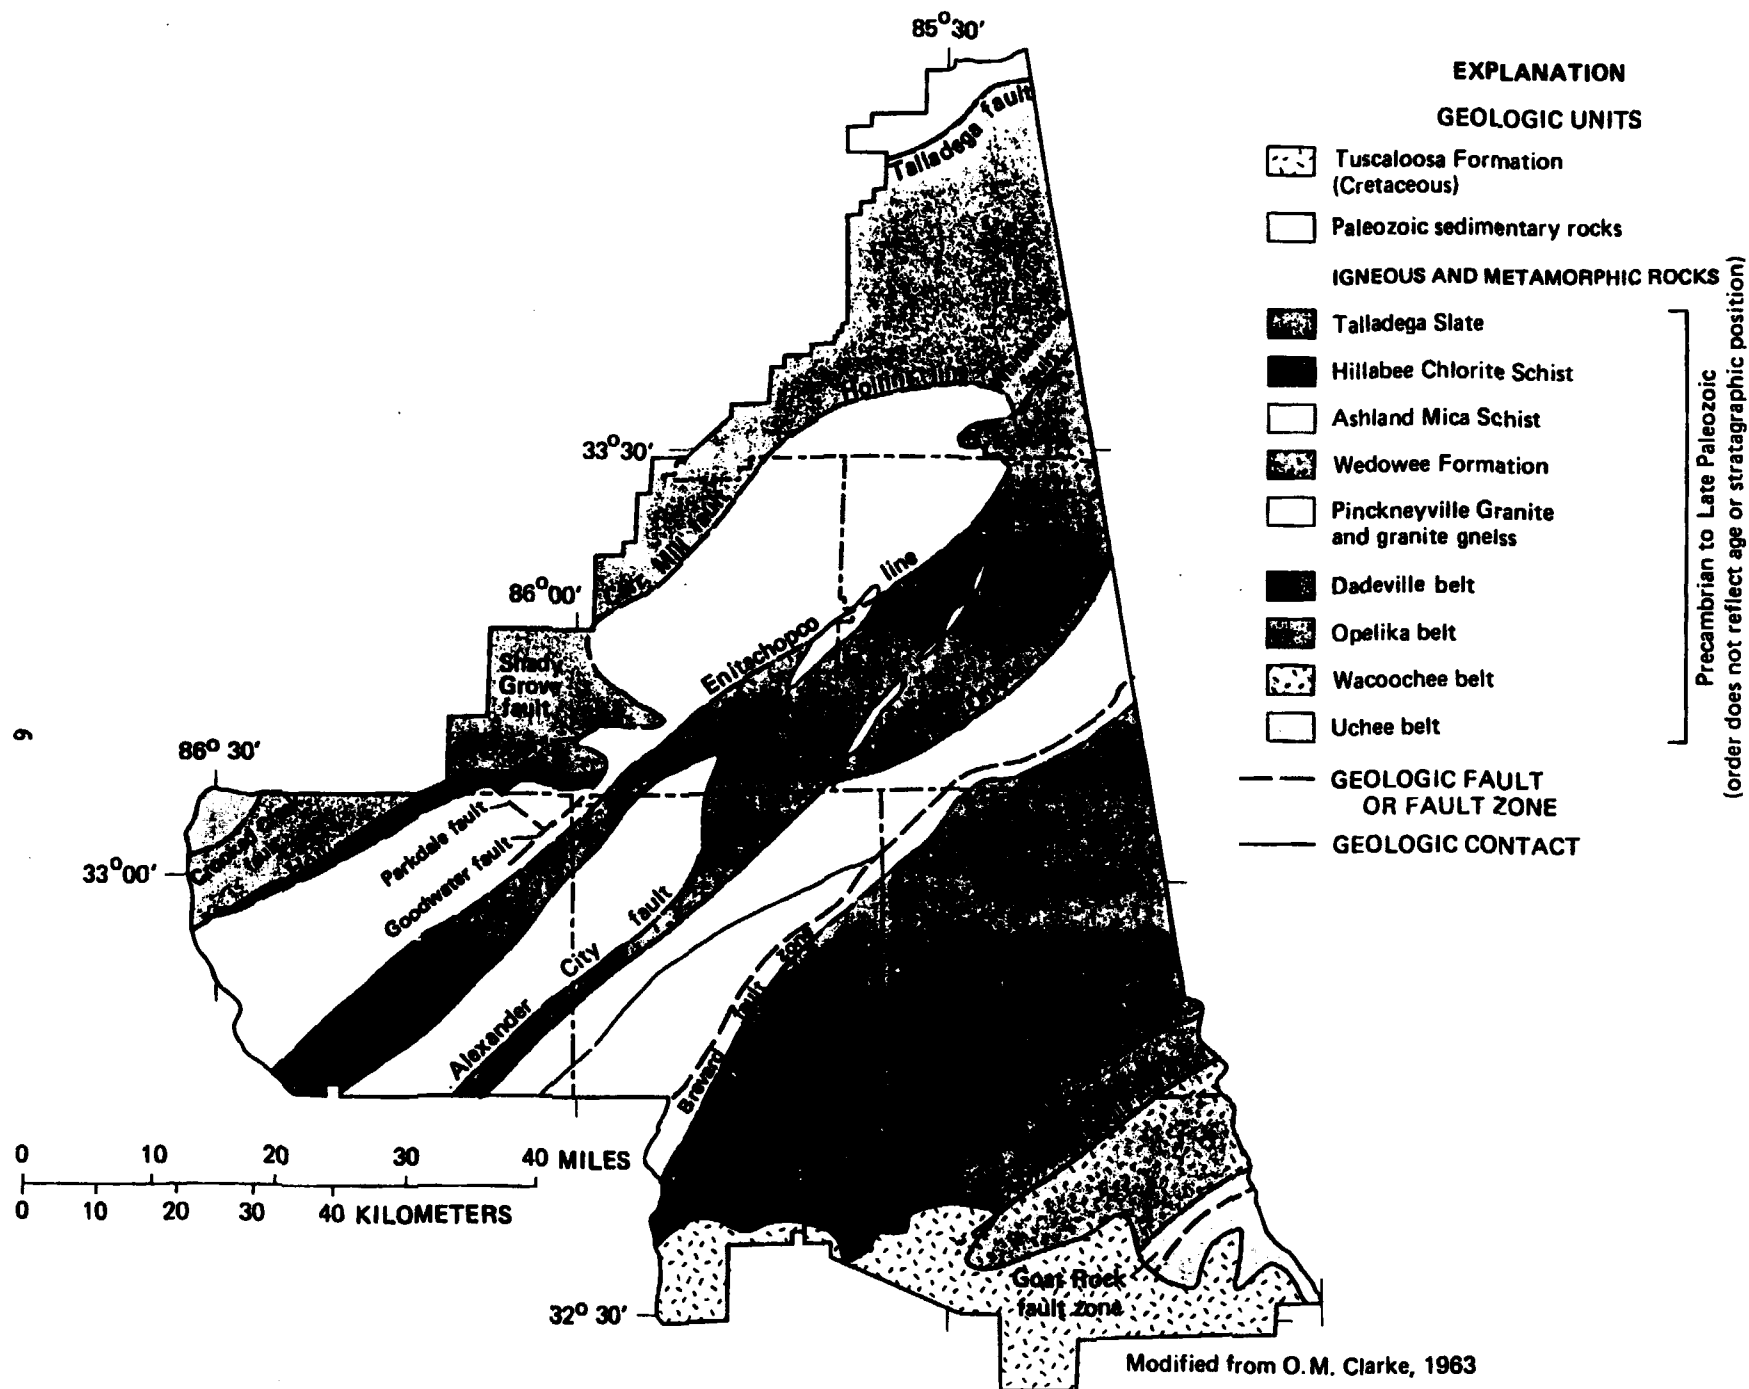 85° 30′
Talladega fault
33° 30′
Mill fault
86° 00′
Enitachopco line
Shady
Grove
fault
86° 30′
Parkdale fault
Goodwater fault
33° 00′
Alexander City fault
Brevard fault zone
0 10 20 30 40 MILES
0 10 20 30 40 KILOMETERS
32° 30′
Goat Rock
fault zone
Modified from O.M. Clarke, 1963
EXPLANATION
GEOLOGIC UNITS
Tuscaloosa Formation
(Cretaceous)
Paleozoic sedimentary rocks
IGNEOUS AND METAMORPHIC ROCKS
Talladega Slate
Hillabee Chlorite Schist
Ashland Mica Schist
Wedowee Formation
Pinckneyville Granite
and granite gneiss
Dadeville belt
Opelika belt
Wacoochee belt
Uchee belt
Precambrian to Late Paleozoic
(order does not reflect age or stratagraphic position)
GEOLOGIC FAULT
OR FAULT ZONE
GEOLOGIC CONTACT
9